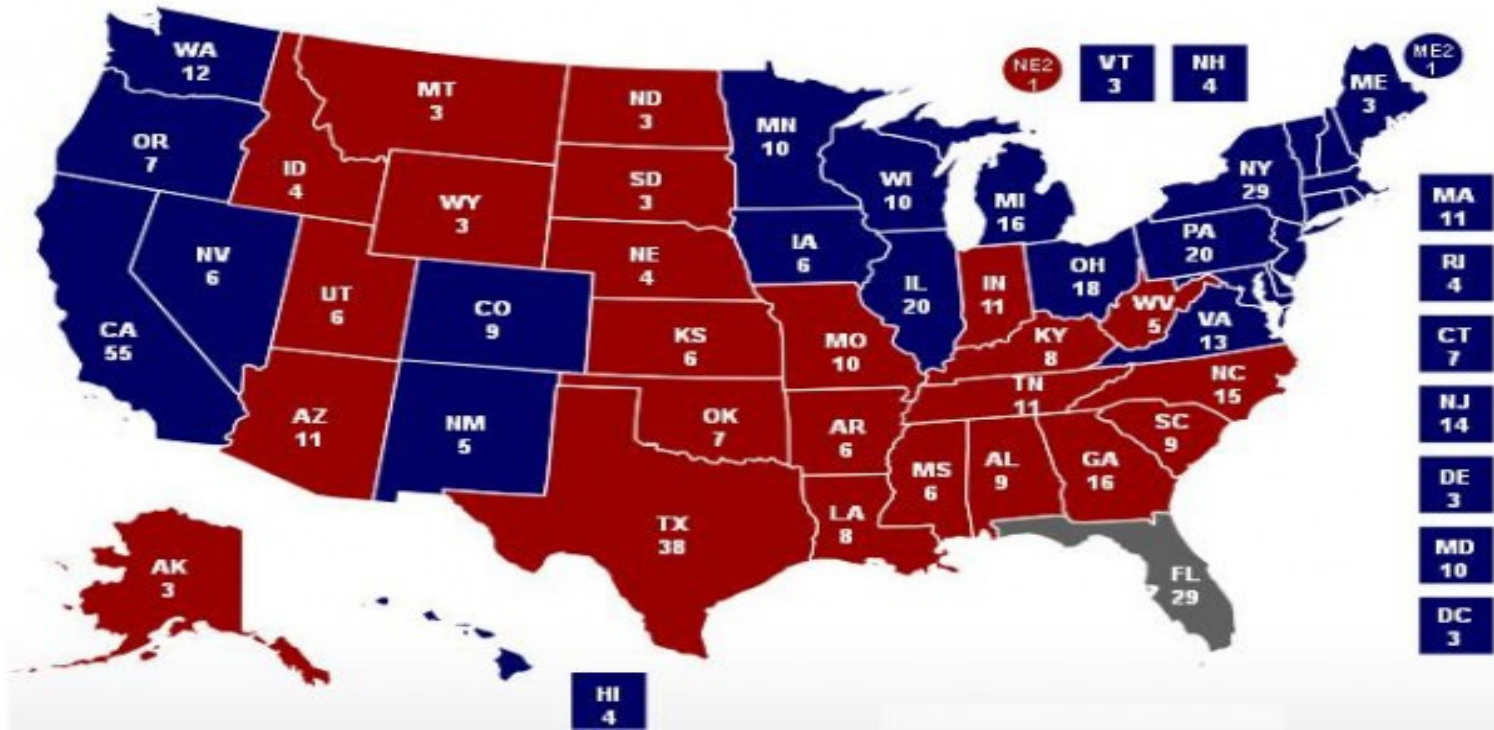 WA
12
OR
7
CA
55
NV
6
ID
4
MT
3
WY
3
UT
6
AZ
11
CO
9
NM
5
ND
3
SD
3
NE
4
KS
6
OK
7
TX
38
MN
10
IA
6
MO
10
AR
6
LA
8
WI
10
IL
20
MI
16
IN
11
OH
18
KY
8
TN
11
MS
6
AL
9
GA
16
FL
29
SC
9
NC
15
VA
13
WV
5
PA
20
NY
29
ME
3
NE2
1
VT
3
NH
4
ME2
1
MA
11
RI
4
CT
7
NJ
14
DE
3
MD
10
DC
3
AK
3
HI
4